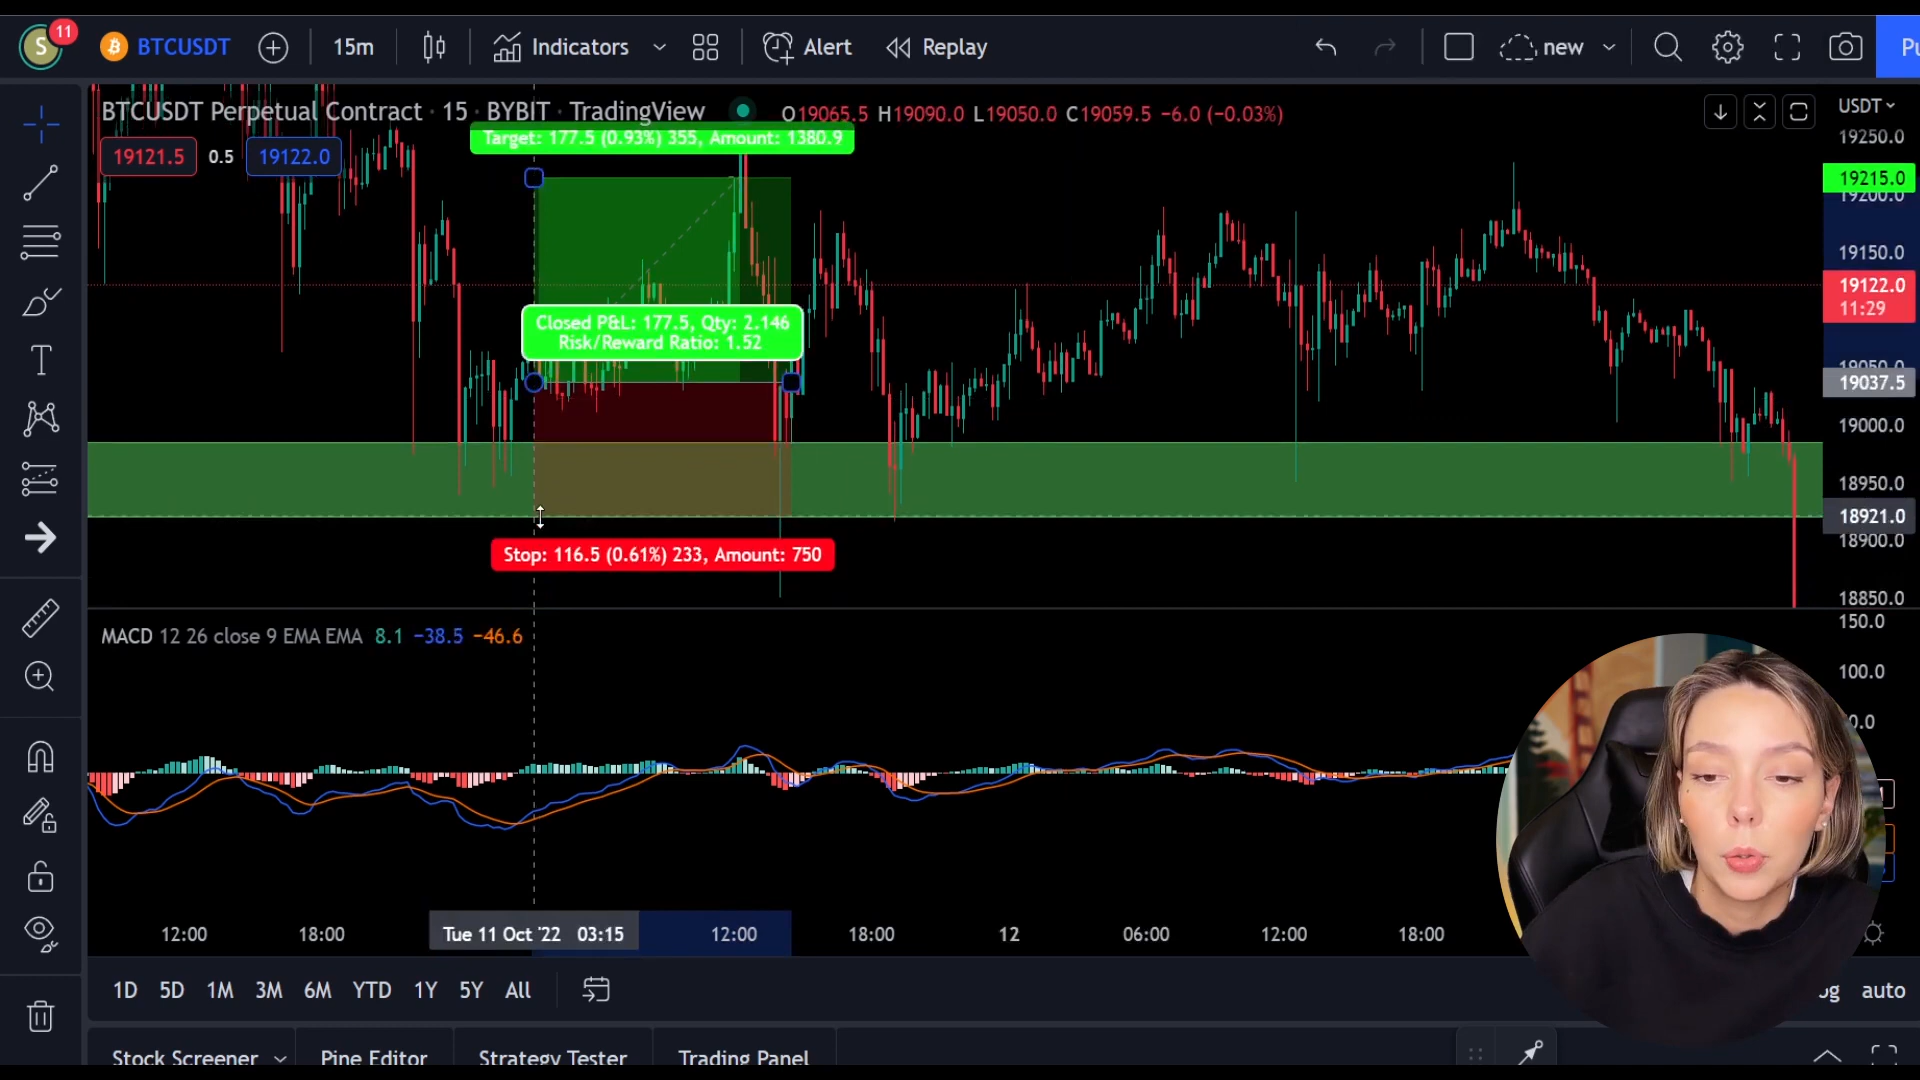 S
11
BTCUSDT
15m
Indicators
Alert
Replay
new
Pu
BTCUSDT Perpetual Contract · 15 · BYBIT · TradingView
O19065.5 H19090.0 L19050.0 C19059.5 −6.0 (−0.03%)
USDT
19121.5
0.5
19122.0
Target: 177.5 (0.93%) 355, Amount: 1380.9
Closed P&L: 177.5, Qty: 2.146
Risk/Reward Ratio: 1.52
Stop: 116.5 (0.61%) 233, Amount: 750
19250.0
19215.0
19200.0
19150.0
19122.0
11:29
19050.0
19037.5
19000.0
18950.0
18921.0
18900.0
18850.0
MACD 12 26 close 9 EMA EMA 8.1 −38.5 −46.6
150.0
100.0
12:00
18:00
Tue 11 Oct '22 03:15
12:00
18:00
12
06:00
12:00
18:00
1D 5D 1M 3M 6M YTD 1Y 5Y All
auto
Stock Screener
Pine Editor
Strategy Tester
Trading Panel